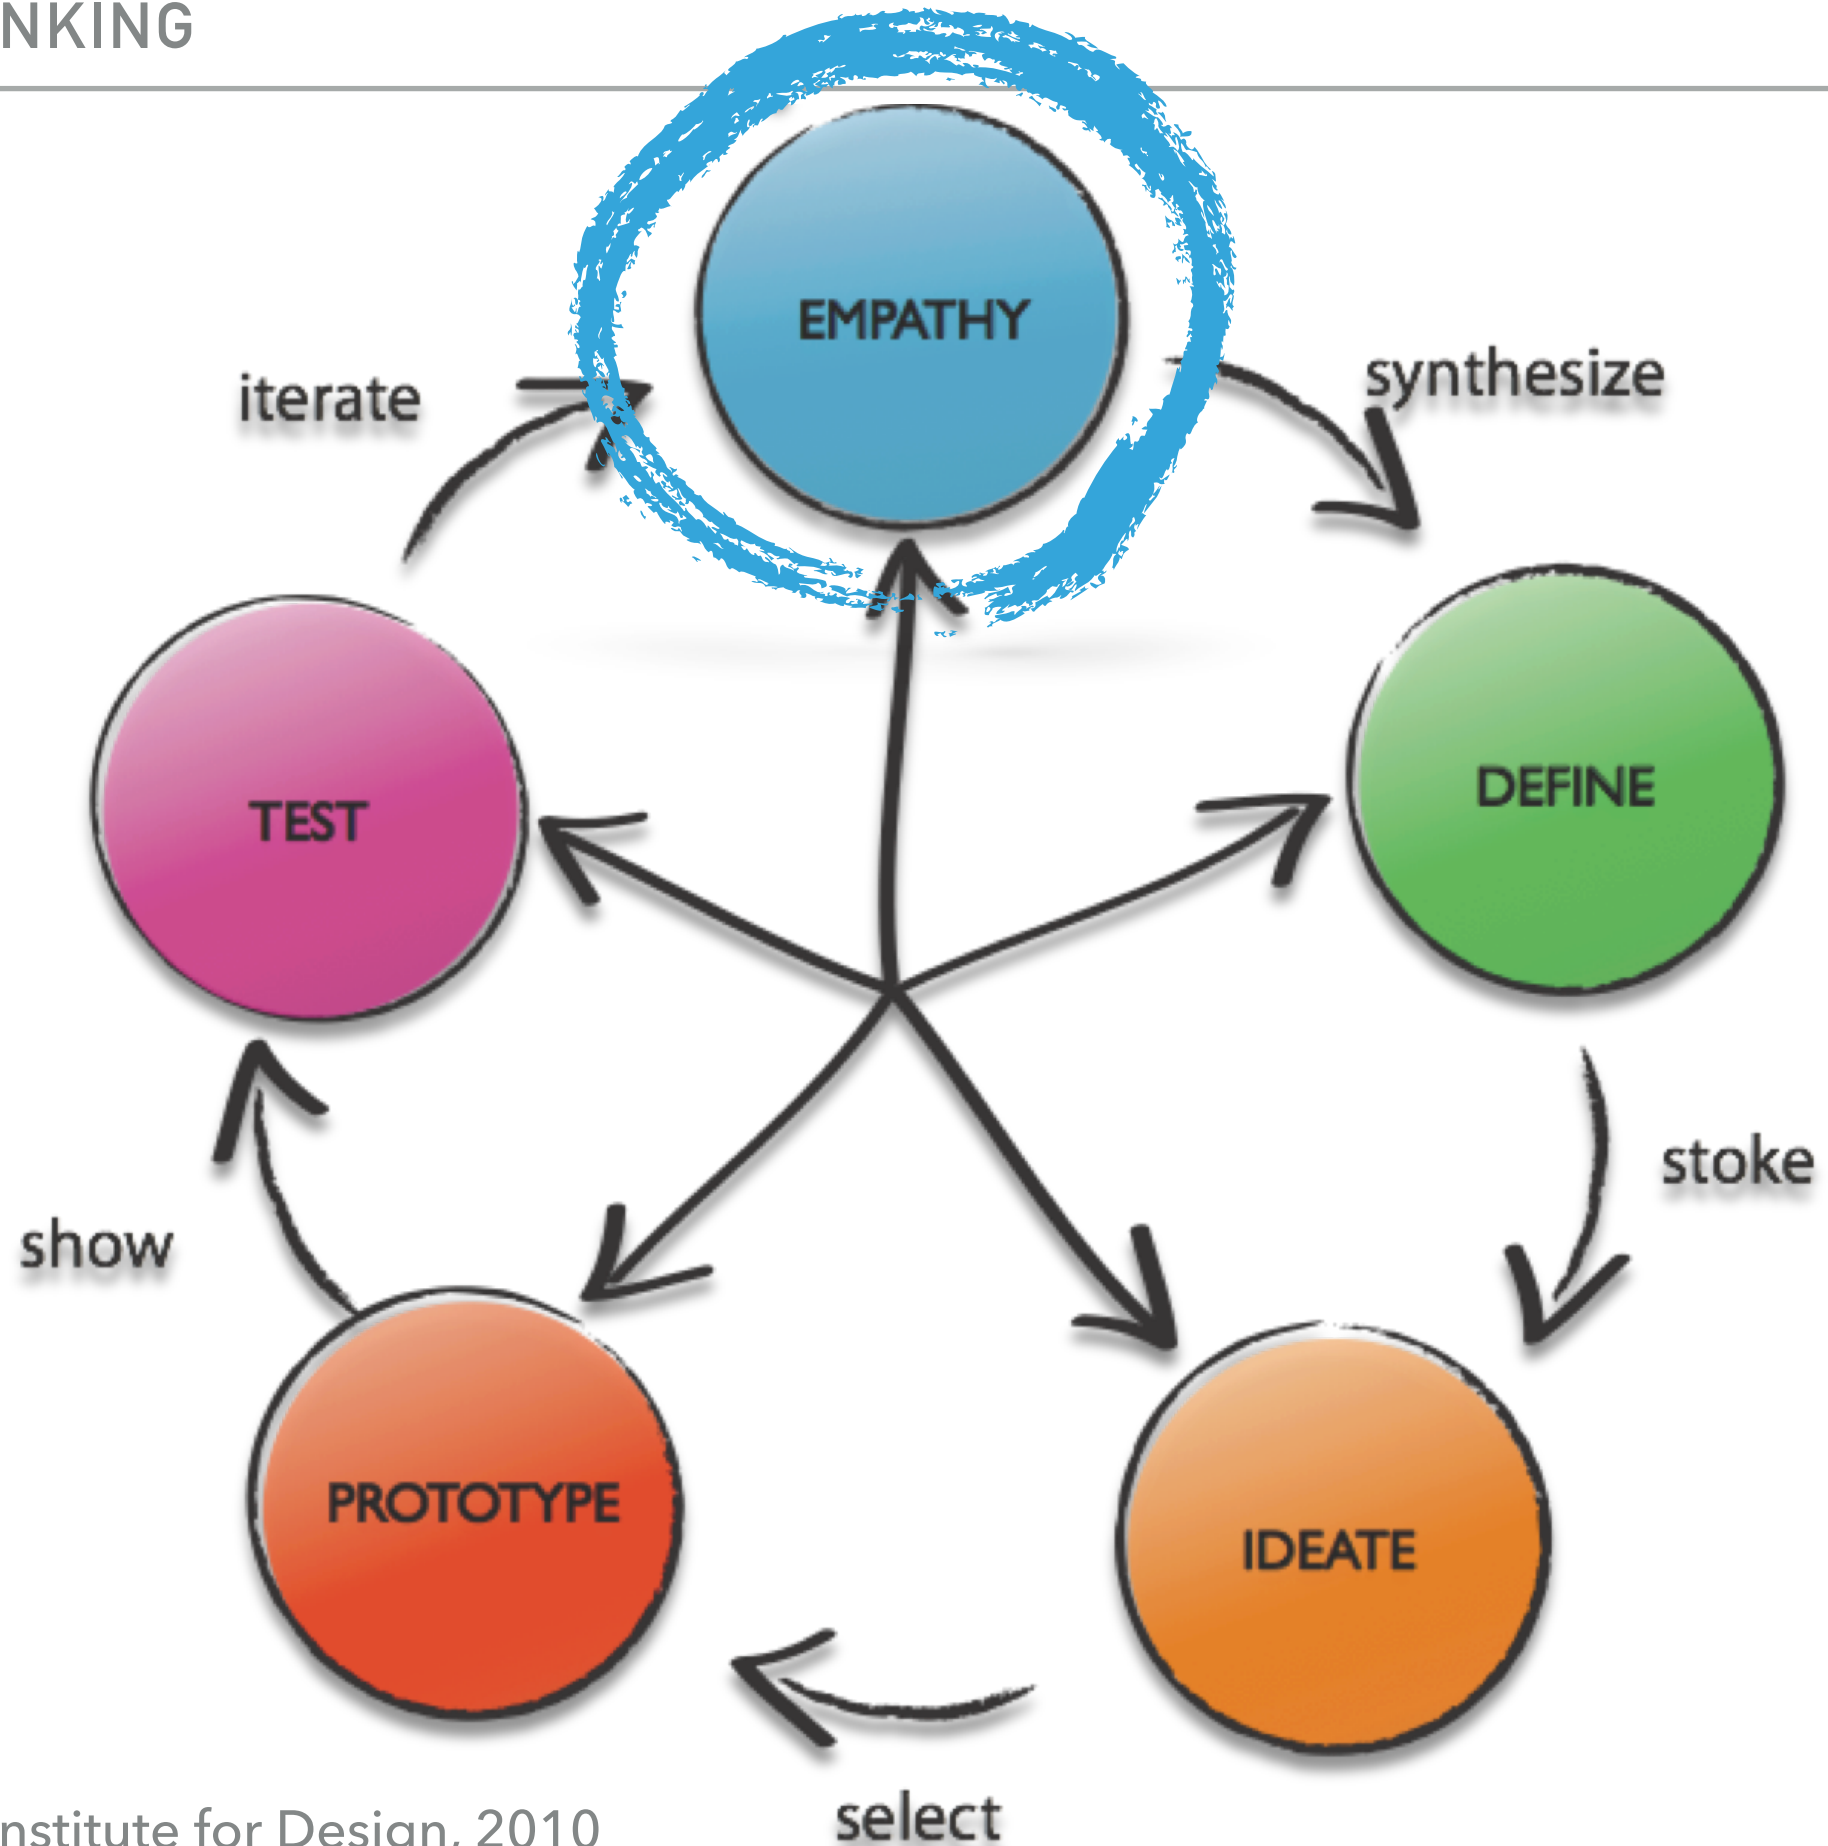 NKING
EMPATHY
iterate
synthesize
TEST
DEFINE
stoke
show
PROTOTYPE
IDEATE
select
nstitute for Design, 2010